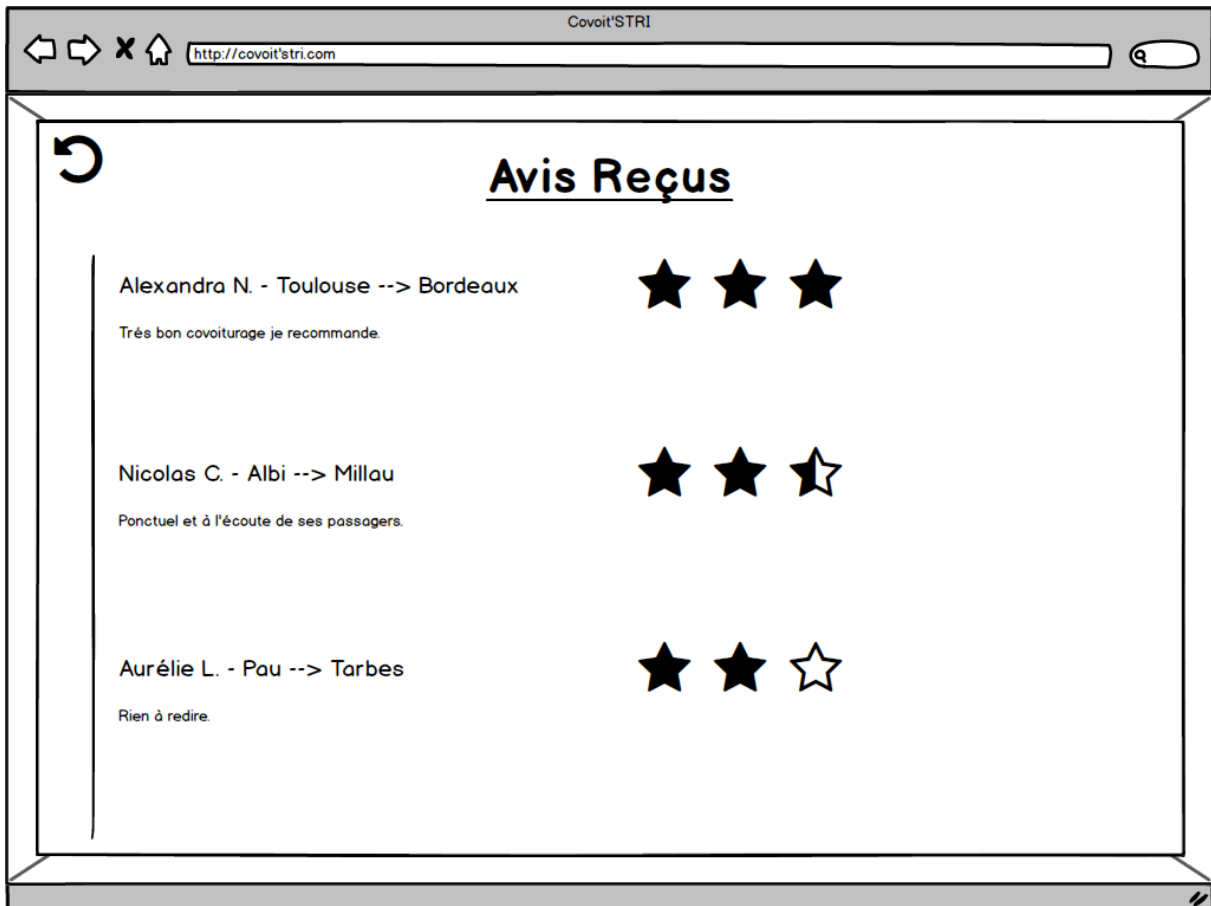 Covoit'STRI
http://covoit'stri.com
Avis Reçus
Alexandra N. - Toulouse --> Bordeaux
Trés bon covoiturage je recommande.
Nicolas C. - Albi --> Millau
Ponctuel et à l'écoute de ses passagers.
Aurélie L. - Pau --> Tarbes
Rien à redire.